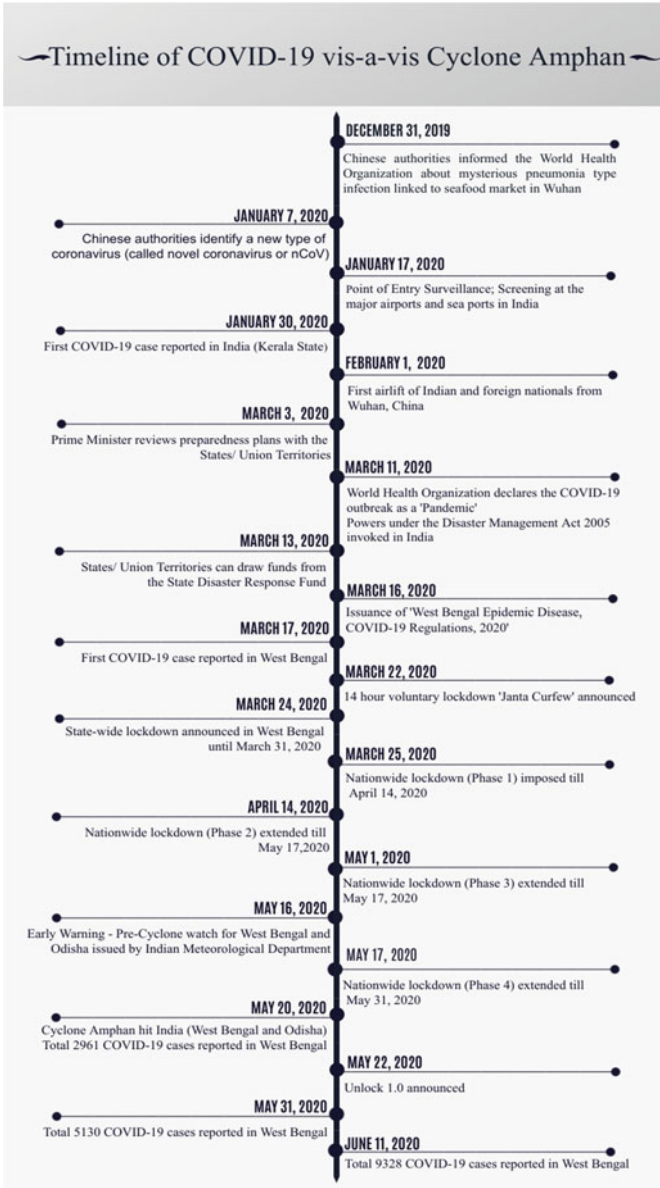 Timeline of COVID-19 vis-a-vis Cyclone Amphan
DECEMBER 31, 2019
Chinese authorities informed the World Health
Organization about mysterious pneumonia type
infection linked to seafood market in Wuhan
JANUARY 7, 2020
Chinese authorities identify a new type of
coronavirus (called novel coronavirus or nCoV)
JANUARY 17, 2020
Point of Entry Surveillance; Screening at the
major airports and sea ports in India
JANUARY 30, 2020
First COVID-19 case reported in India (Kerala State)
FEBRUARY 1, 2020
First airlift of Indian and foreign nationals from
Wuhan, China
MARCH 3, 2020
Prime Minister reviews preparedness plans with the
States/ Union Territories
MARCH 11, 2020
World Health Organization declares the COVID-19
outbreak as a 'Pandemic'
Powers under the Disaster Management Act 2005
invoked in India
MARCH 13, 2020
States/ Union Territories can draw funds from
the State Disaster Response Fund
MARCH 16, 2020
Issuance of 'West Bengal Epidemic Disease,
COVID-19 Regulations, 2020'
MARCH 17, 2020
First COVID-19 case reported in West Bengal
MARCH 22, 2020
14 hour voluntary lockdown 'Janta Curfew' announced
MARCH 24, 2020
State-wide lockdown announced in West Bengal
until March 31, 2020
MARCH 25, 2020
Nationwide lockdown (Phase 1) imposed till
April 14, 2020
APRIL 14, 2020
Nationwide lockdown (Phase 2) extended till
May 17,2020
MAY 1, 2020
Nationwide lockdown (Phase 3) extended till
May 17, 2020
MAY 16, 2020
Early Warning - Pre-Cyclone watch for West Bengal and
Odisha issued by Indian Meteorological Department
MAY 17, 2020
Nationwide lockdown (Phase 4) extended till
May 31, 2020
MAY 20, 2020
Cyclone Amphan hit India (West Bengal and Odisha)
Total 2961 COVID-19 cases reported in West Bengal
MAY 22, 2020
Unlock 1.0 announced
MAY 31, 2020
Total 5130 COVID-19 cases reported in West Bengal
JUNE 11, 2020
Total 9328 COVID-19 cases reported in West Bengal